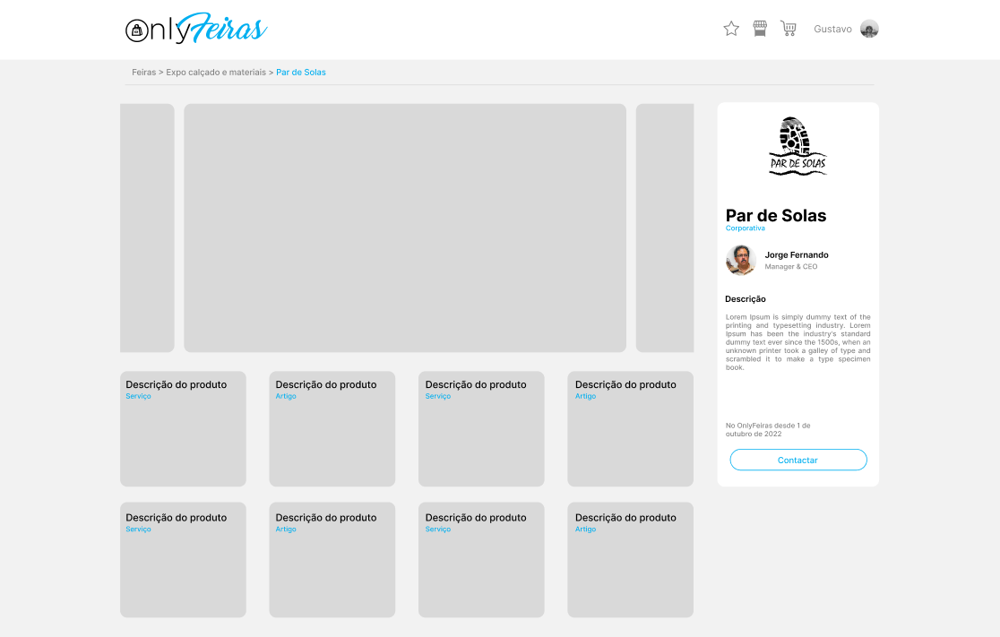 OnlyFeiras
Gustavo
Feiras > Expo calçado e materiais > Par de Solas
PAR DE SOLAS
Par de Solas
Corporativa
Jorge Fernando
Manager & CEO
Descrição
Lorem Ipsum is simply dummy text of the
printing and typesetting industry. Lorem
Ipsum has been the industry's standard
dummy text ever since the 1500s, when an
unknown printer took a galley of type and
scrambled it to make a type specimen
book.
No OnlyFeiras desde 1 de
outubro de 2022
Contactar
Descrição do produto
Serviço
Descrição do produto
Artigo
Descrição do produto
Serviço
Descrição do produto
Artigo
Descrição do produto
Serviço
Descrição do produto
Artigo
Descrição do produto
Serviço
Descrição do produto
Artigo